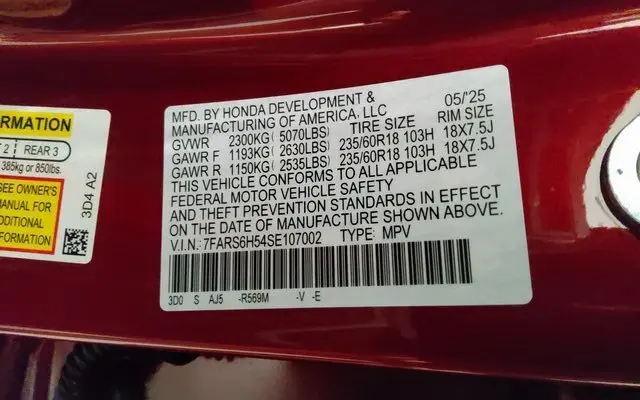 RMATION
2 | REAR 3
385kg or 850lbs.
SEE OWNER'S
MANUAL FOR
ADDITIONAL
NFORMATION
3D4 A2
MFD. BY HONDA DEVELOPMENT & 05/'25
MANUFACTURING OF AMERICA, LLC
GVWR 2300KG (5070LBS) TIRE SIZE RIM SIZE
GAWR F 1193KG (2630LBS) 235/60R18 103H 18X7.5J
GAWR R 1150KG (2535LBS) 235/60R18 103H 18X7.5J
THIS VEHICLE CONFORMS TO ALL APPLICABLE
FEDERAL MOTOR VEHICLE SAFETY
AND THEFT PREVENTION STANDARDS IN EFFECT
ON THE DATE OF MANUFACTURE SHOWN ABOVE.
V.I.N.:7FARS6H54SE107002 TYPE: MPV
3D0 S AJ5 -R569M -V -E